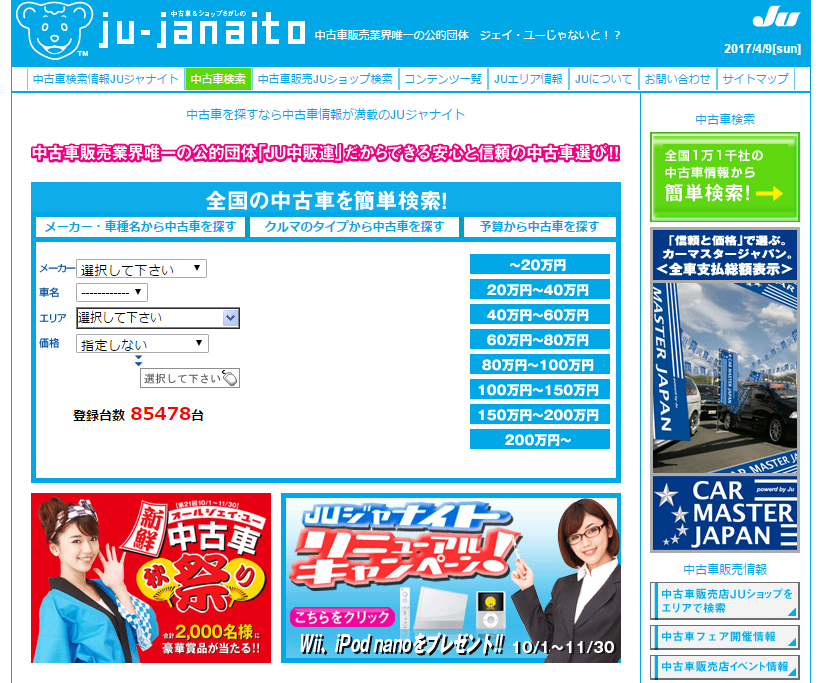 中古車&ショップさがしの
ju-janaito
TM
中古車販売業界唯一の公的団体 ジェイ・ユーじゃないと!?
Ju
2017/4/9[sun]
中古車検索情報JUジャナイト
中古車検索
中古車販売JUショップ検索
コンテンツ一覧
JUエリア情報
JUについて
お問い合わせ
サイトマップ
中古車を探すなら中古車情報が満載のJUジャナイト
中古車販売業界唯一の公的団体「JU中販連」だからできる安心と信頼の中古車選び!!
全国の中古車を簡単検索!
メーカー・車種名から中古車を探す
クルマのタイプから中古車を探す
予算から中古車を探す
メーカー 選択して下さい
車名 ------------
エリア 選択して下さい
価格 指定しない
選択して下さい
登録台数 85478台
~20万円
20万円~40万円
40万円~60万円
60万円~80万円
80万円~100万円
100万円~150万円
150万円~200万円
200万円~
[第21回10/1~11/30]
オールジェイ・ユー
新鮮
中古車
秋祭り
合計2,000名様に
豪華賞品が当たる!!
JUジャナイト
リニューアル
キャンペーン!
こちらをクリック
Wii、iPod nanoをプレゼント!!
10/1~11/30
中古車検索
全国1万1千社の
中古車情報から
簡単検索!
「信頼と価格」で選ぶ。
カーマスタージャパン。
<全車支払総額表示>
MASTER JAPAN
CAR MASTER JAPAN
CAR
powered by Ju
MASTER
JAPAN
中古車販売情報
中古車販売店JUショップを
エリアで検索
中古車フェア開催情報
中古車販売店イベント情報